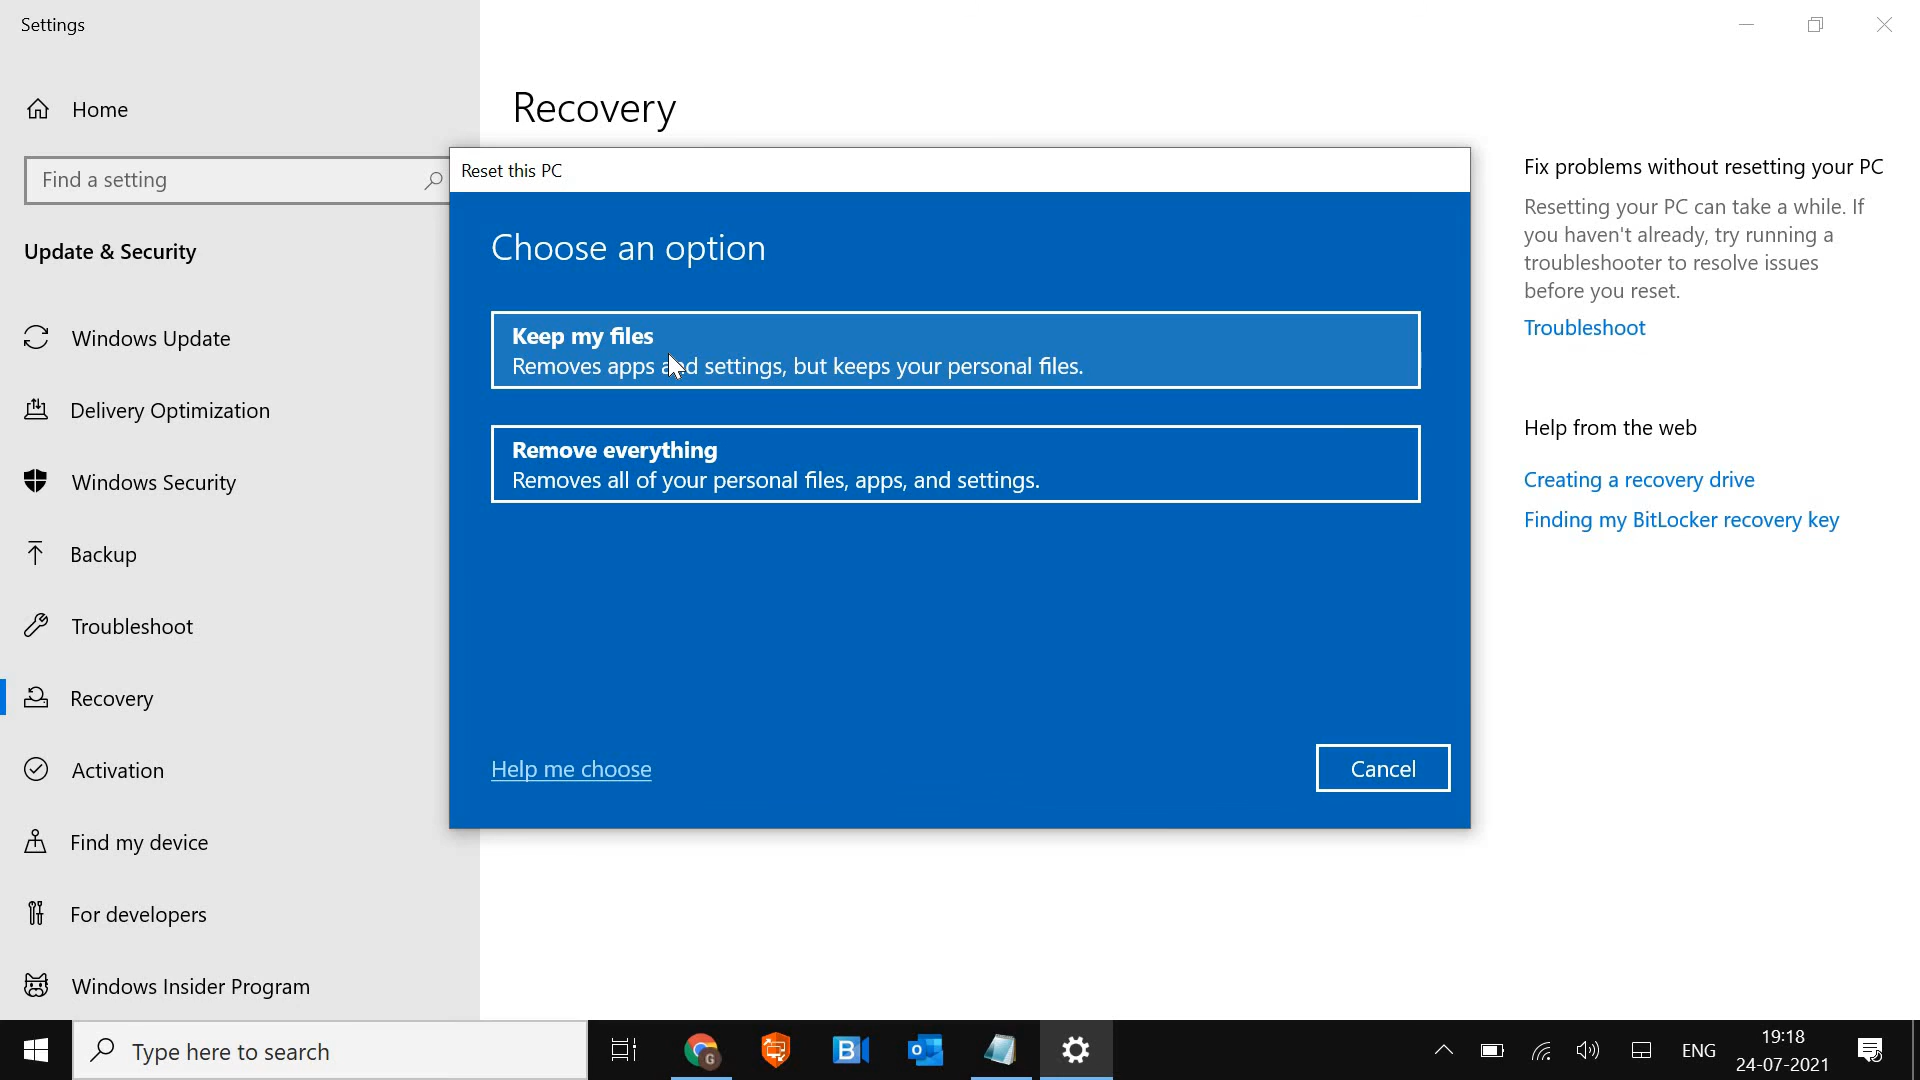 Settings
Home
Find a setting
Update & Security
Windows Update
Delivery Optimization
Windows Security
Backup
Troubleshoot
Recovery
Activation
Find my device
For developers
Windows Insider Program
Recovery
Reset this PC
Choose an option
Keep my files
Removes apps and settings, but keeps your personal files.
Remove everything
Removes all of your personal files, apps, and settings.
Help me choose
Cancel
Fix problems without resetting your PC
Resetting your PC can take a while. If
you haven't already, try running a
troubleshooter to resolve issues
before you reset.
Troubleshoot
Help from the web
Creating a recovery drive
Finding my BitLocker recovery key
Type here to search
G
B
o
ENG
19:18
24-07-2021